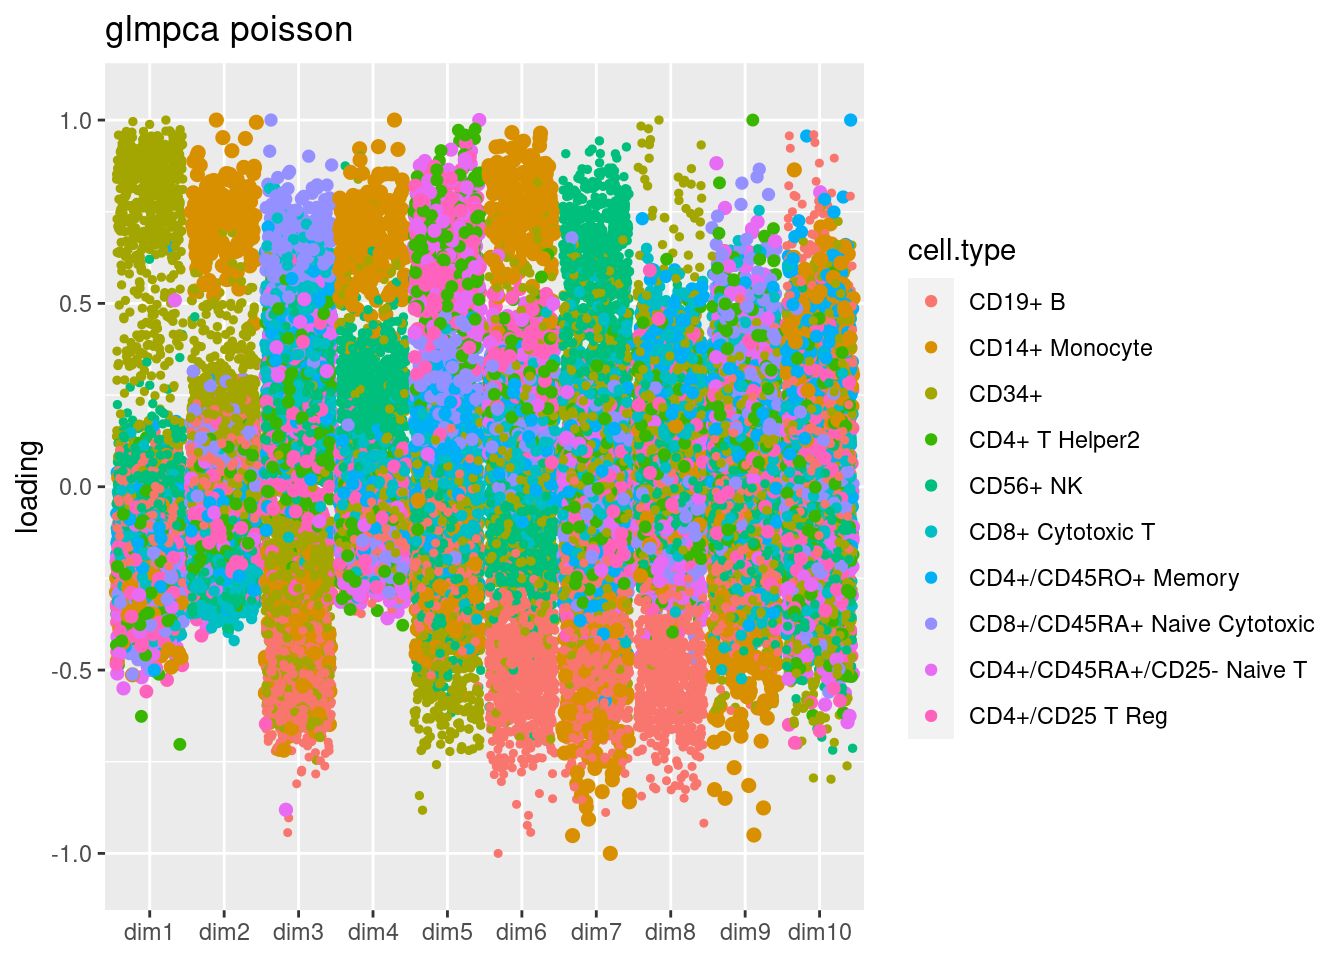 glmpca poisson
loading
1.0
0.5
0.0
-0.5
-1.0
dim1 dim2 dim3 dim4 dim5 dim6 dim7 dim8 dim9 dim10
cell.type
CD19+ B
CD14+ Monocyte
CD34+
CD4+ T Helper2
CD56+ NK
CD8+ Cytotoxic T
CD4+/CD45RO+ Memory
CD8+/CD45RA+ Naive Cytotoxic
CD4+/CD45RA+/CD25- Naive T
CD4+/CD25 T Reg